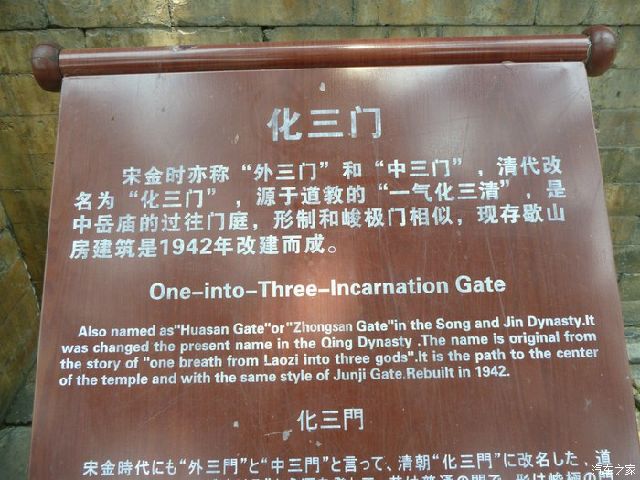 化三门
宋金时亦称“外三门”和“中三门”，清代改
名为“化三门”，源于道教的“一气化三清”，是
中岳庙的过往门庭，形制和峻极门相似，现存歇山
房建筑是1942年改建而成。
One-into-Three-Incarnation Gate
Also named as"Huasan Gate"or"Zhongsan Gate"in the Song and Jin Dynasty.It
was changed the present name in the Qing Dynasty .The name is original from
the story of "one breath from Laozi into three gods".It is the path to the center
of the temple and with the same style of Junji Gate.Rebuilt in 1942.
化三門
宋金時代にも“外三門”と“中三門”と言って、清朝“化三門”に改名した、道
汽车之家